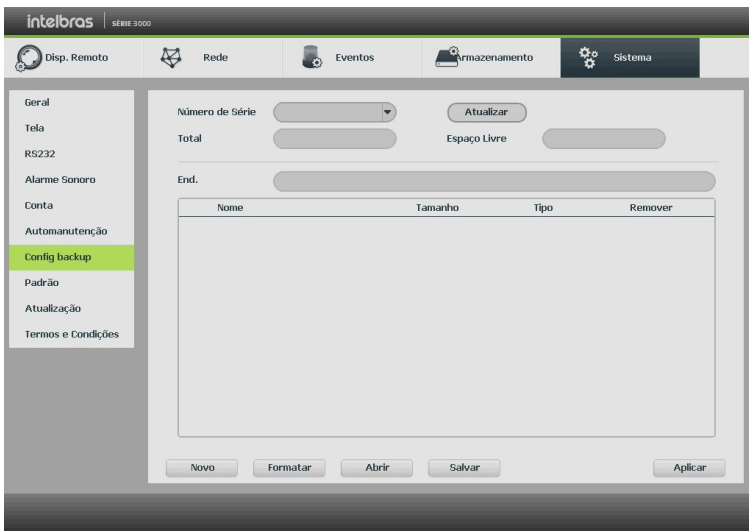 intelbras SÉRIE 3000
Disp. Remoto Rede Eventos Armazenamento Sistema
Geral
Tela
RS232
Alarme Sonoro
Conta
Automanutenção
Config backup
Padrão
Atualização
Termos e Condições
Número de Série Atualizar
Total Espaço Livre
End.
Nome Tamanho Tipo Remover
Novo Formatar Abrir Salvar Aplicar